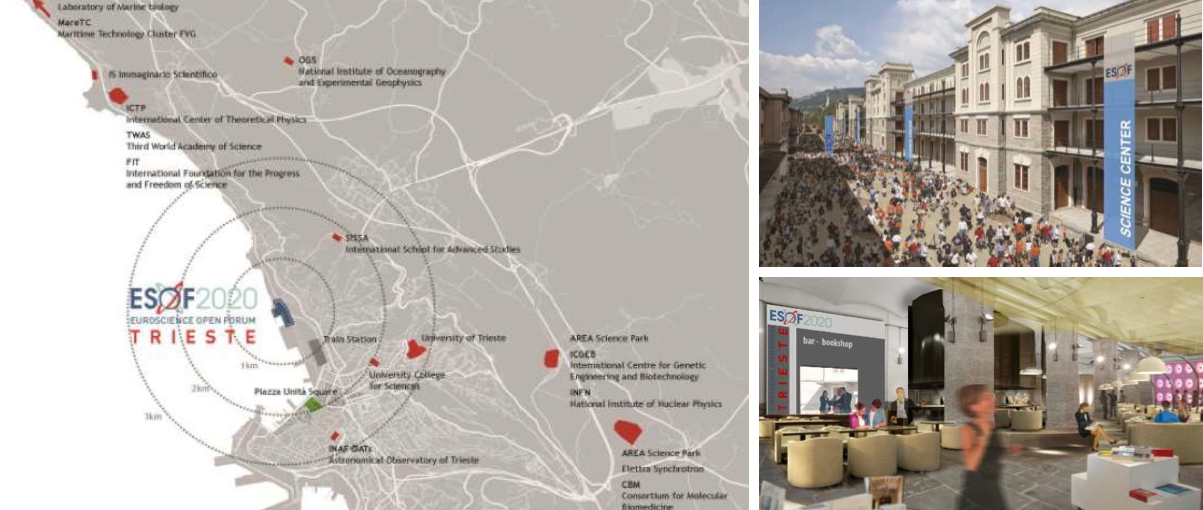 Laboratory of Marine biology
MareTC
Maritime Technology Cluster FVG
IS Immaginario Scientifico
OGS
National Institute of Oceanography
and Experimental Geophysics
ICTP
International Center of Theoretical Physics
TWAS
Third World Academy of Science
FIT
International Foundation for the Progress
and Freedom of Science
SISSA
International School for Advanced Studies
ESOF2020
EUROSCIENCE OPEN FORUM
TRIESTE
Train Station
University of Trieste
1km
University College
for Sciences
2km
Piazza Unità Square
3km
INAF OATs
Astronomical Observatory of Trieste
AREA Science Park
ICGEB
International Centre for Genetic
Engineering and Biotechnology
INFN
National Institute of Nuclear Physics
AREA Science Park
Elettra Synchrotron
CBM
Consortium for Molecular
Biomedicine
ESOF
SCIENCE CENTER
ESOF2020
TRIESTE
bar - bookshop